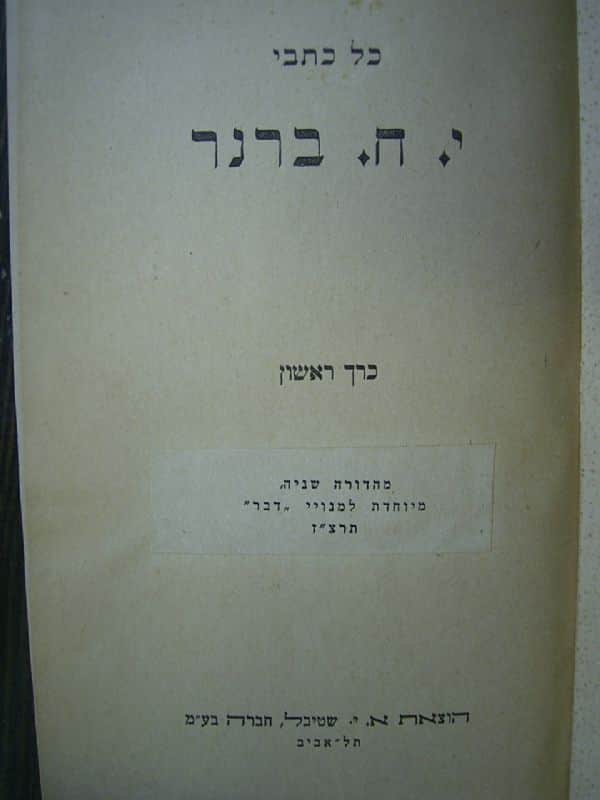 כל כתבי
י. ח. ברנר
כרך ראשון
מהדורה שניה,
מיוחדת למנויי „דבר"
תרצ"ז
הוצאת א. י. שטיבל, חברה בע"מ
תל־אביב